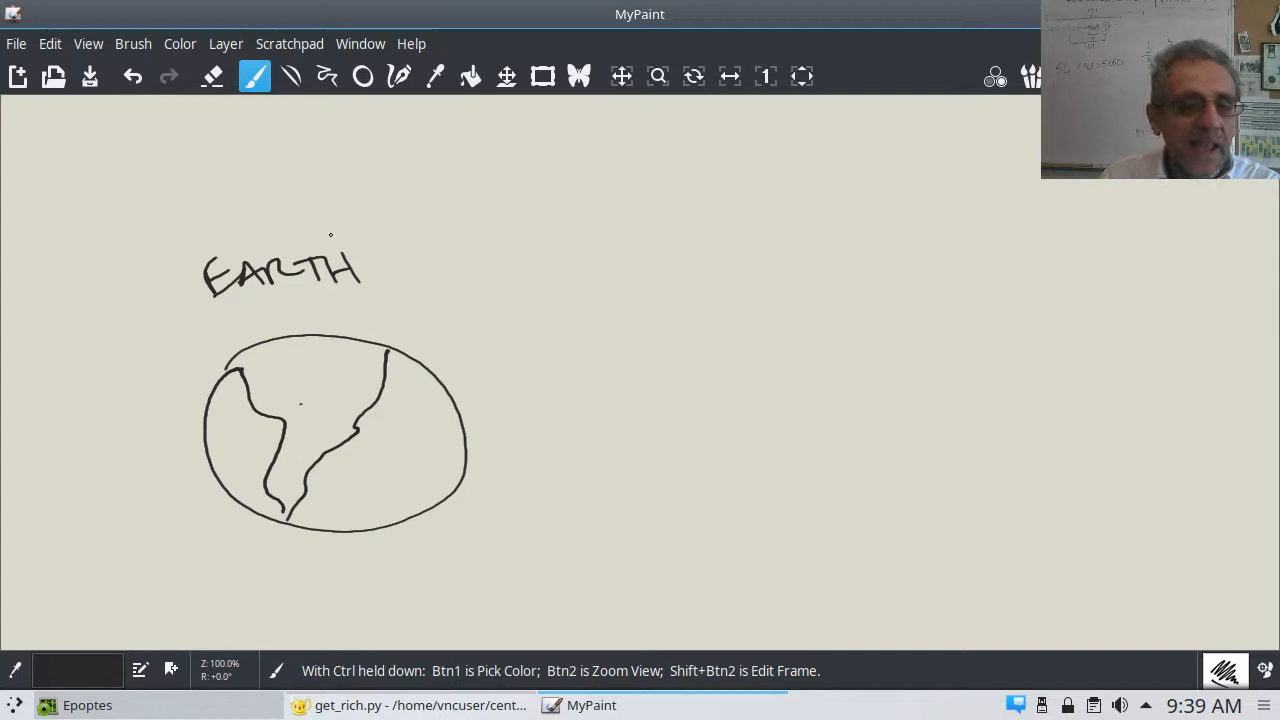 MyPaint
File Edit View Brush Color Layer Scratchpad Window Help
1
EARTH
Z: 100.0%
R: +0.0°
With Ctrl held down: Btn1 is Pick Color; Btn2 is Zoom View; Shift+Btn2 is Edit Frame.
Epoptes
get_rich.py - /home/vncuser/cent...
MyPaint
9:39 AM